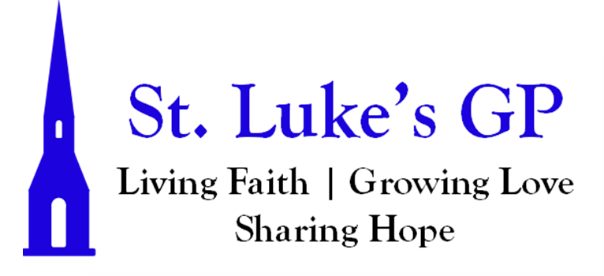 St. Luke's GP
Living Faith | Growing Love
Sharing Hope